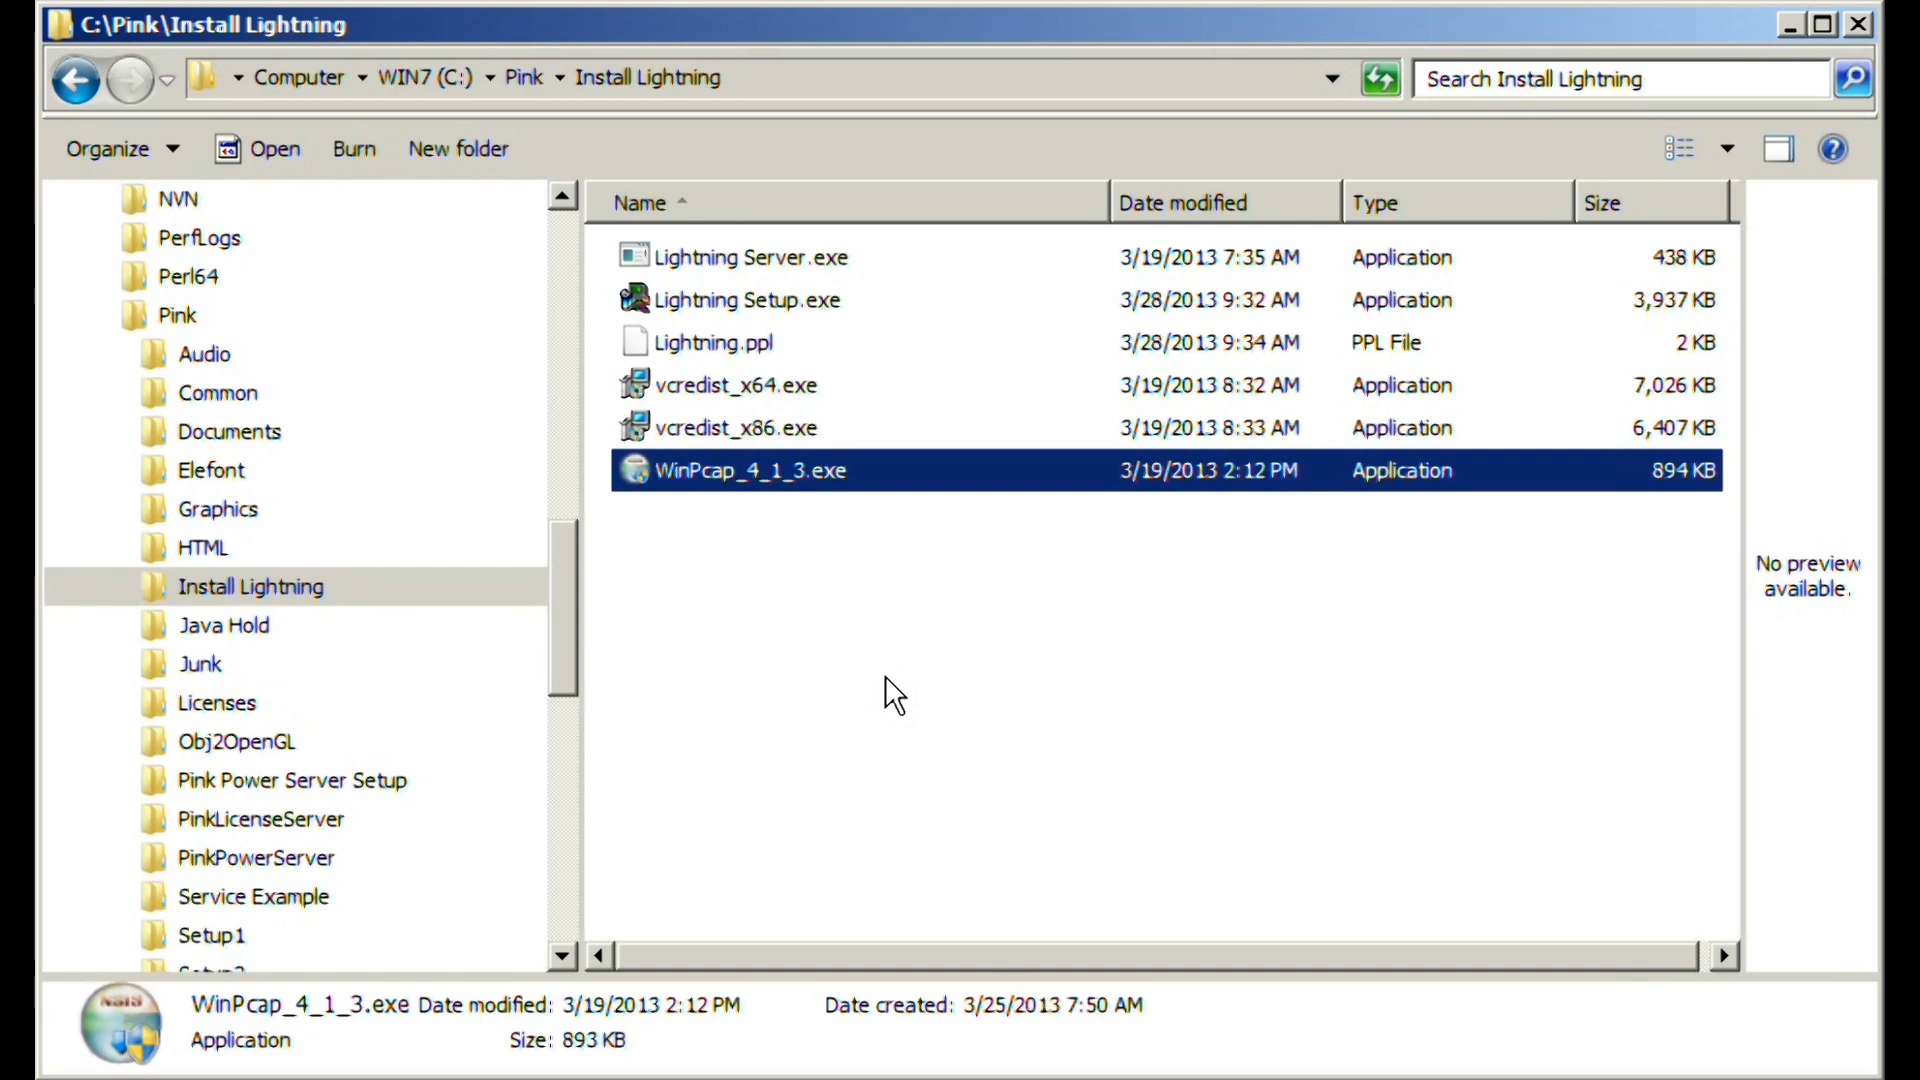 C:\Pink\Install Lightning
Computer WIN7 (C:) Pink Install Lightning
Search Install Lightning
Organize Open Burn New folder
NVN
PerfLogs
Perl64
Pink
Audio
Common
Documents
Elefont
Graphics
HTML
Install Lightning
Java Hold
Junk
Licenses
Obj2OpenGL
Pink Power Server Setup
PinkLicenseServer
PinkPowerServer
Service Example
Setup1
Name Date modified Type Size
Lightning Server.exe 3/19/2013 7:35 AM Application 438 KB
Lightning Setup.exe 3/28/2013 9:32 AM Application 3,937 KB
Lightning.ppl 3/28/2013 9:34 AM PPL File 2 KB
vcredist_x64.exe 3/19/2013 8:32 AM Application 7,026 KB
vcredist_x86.exe 3/19/2013 8:33 AM Application 6,407 KB
WinPcap_4_1_3.exe 3/19/2013 2:12 PM Application 894 KB
No preview
available.
NSIS
WinPcap_4_1_3.exe Date modified: 3/19/2013 2:12 PM Date created: 3/25/2013 7:50 AM
Application Size: 893 KB